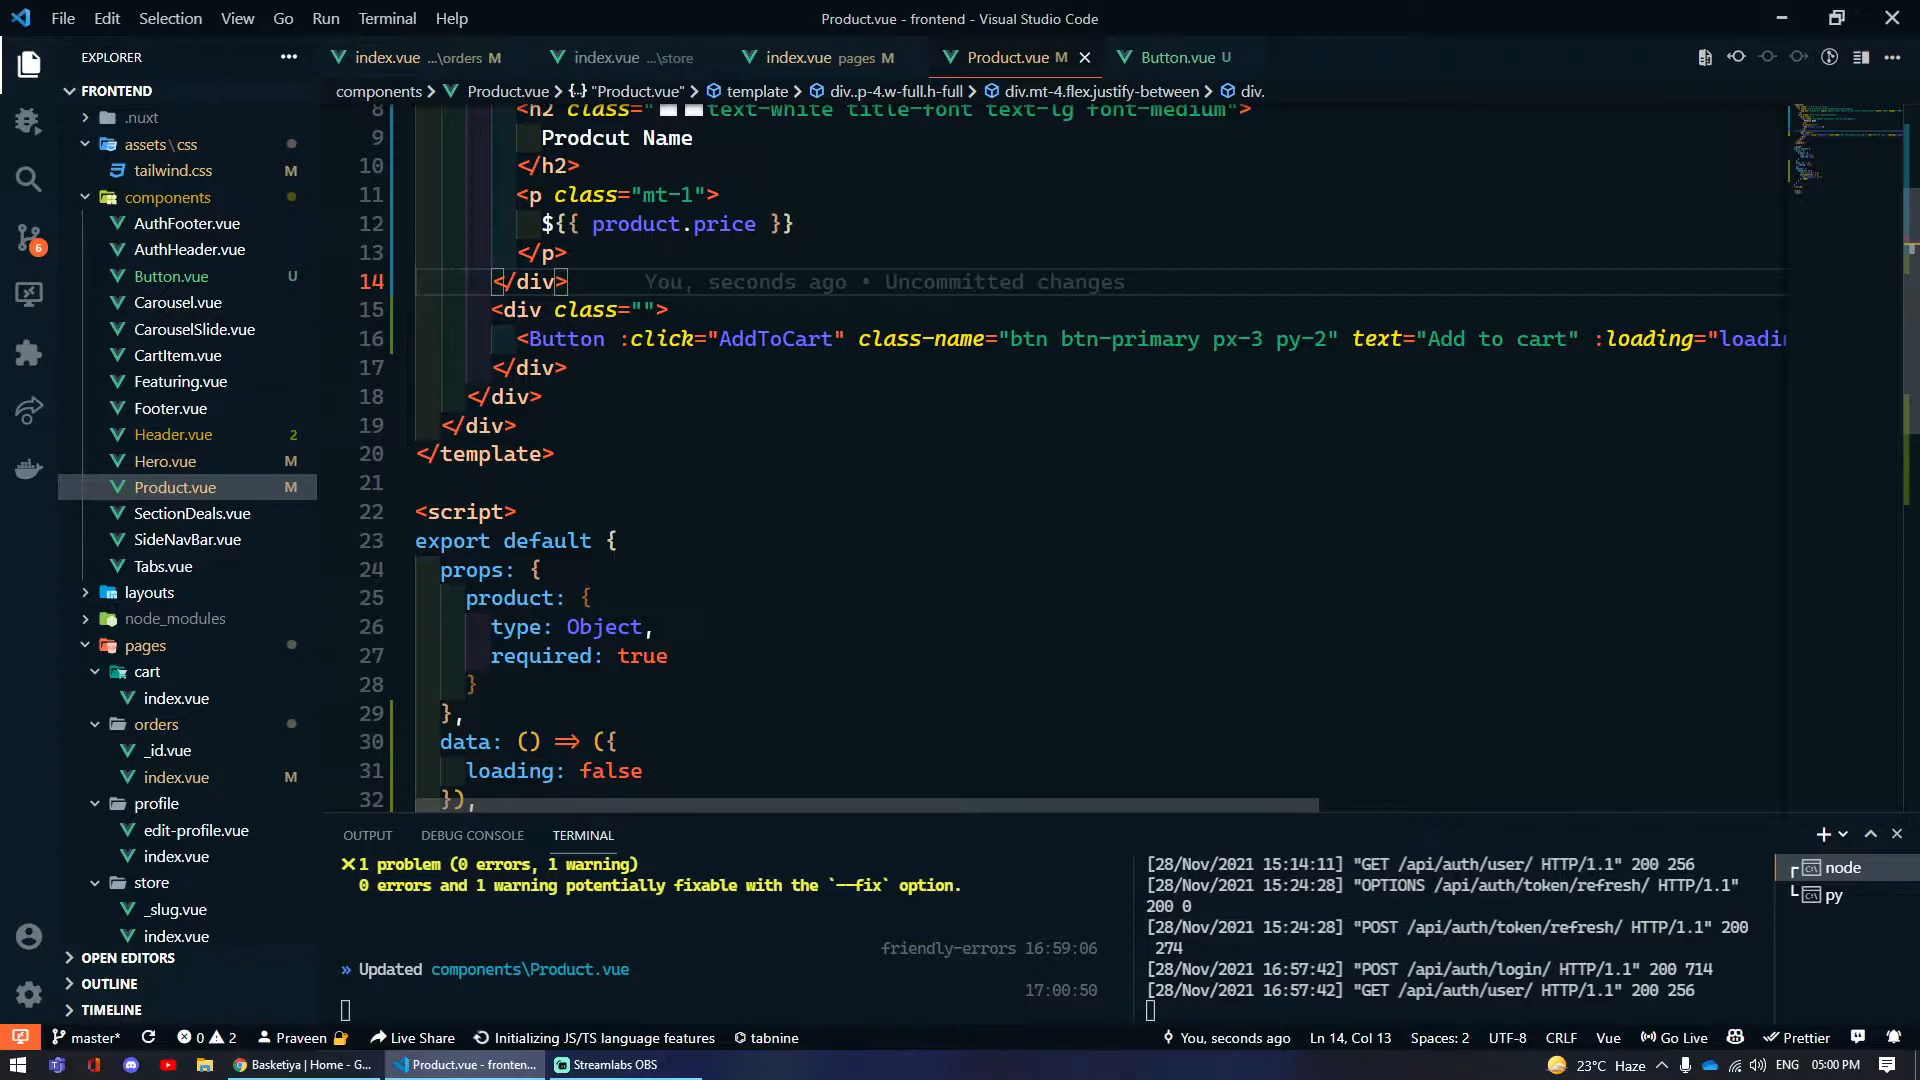 File Edit Selection View Go Run Terminal Help
Product.vue - frontend - Visual Studio Code
EXPLORER
FRONTEND
.nuxt
assets\css
tailwind.css M
components
AuthFooter.vue
AuthHeader.vue
Button.vue U
Carousel.vue
CarouselSlide.vue
CartItem.vue
Featuring.vue
Footer.vue
Header.vue 2
Hero.vue M
Product.vue M
SectionDeals.vue
SideNavBar.vue
Tabs.vue
layouts
node_modules
pages
cart
index.vue
orders
_id.vue
index.vue M
profile
edit-profile.vue
index.vue
store
_slug.vue
index.vue
OPEN EDITORS
OUTLINE
TIMELINE
6
index.vue ...\orders M
index.vue ...\store
index.vue pages M
Product.vue M
Button.vue U
components > Product.vue > {} "Product.vue" > template > div..p-4.w-full.h-full > div.mt-4.flex.justify-between > div.
8 <h2 class="text-white title-font text-lg font-medium">
9 Prodcut Name
10 </h2>
11 <p class="mt-1">
12 ${{ product.price }}
13 </p>
14 </div> You, seconds ago • Uncommitted changes
15 <div class="">
16 <Button :click="AddToCart" class-name="btn btn-primary px-3 py-2" text="Add to cart" :loading="loadin
17 </div>
18 </div>
19 </div>
20 </template>
21
22 <script>
23 export default {
24 props: {
25 product: {
26 type: Object,
27 required: true
28 }
29 },
30 data: () => ({
31 loading: false
32 }),
OUTPUT DEBUG CONSOLE TERMINAL
✕ 1 problem (0 errors, 1 warning)
0 errors and 1 warning potentially fixable with the `--fix` option.
friendly-errors 16:59:06
» Updated components\Product.vue
17:00:50
[28/Nov/2021 15:14:11] "GET /api/auth/user/ HTTP/1.1" 200 256
[28/Nov/2021 15:24:28] "OPTIONS /api/auth/token/refresh/ HTTP/1.1"
200 0
[28/Nov/2021 15:24:28] "POST /api/auth/token/refresh/ HTTP/1.1" 200
274
[28/Nov/2021 16:57:42] "POST /api/auth/login/ HTTP/1.1" 200 714
[28/Nov/2021 16:57:42] "GET /api/auth/user/ HTTP/1.1" 200 256
node
py
master* 0 2 Praveen Live Share Initializing JS/TS language features tabnine
You, seconds ago Ln 14, Col 13 Spaces: 2 UTF-8 CRLF Vue Go Live Prettier
Basketiya | Home - G...
Product.vue - fronten...
Streamlabs OBS
23°C Haze ENG 05:00 PM